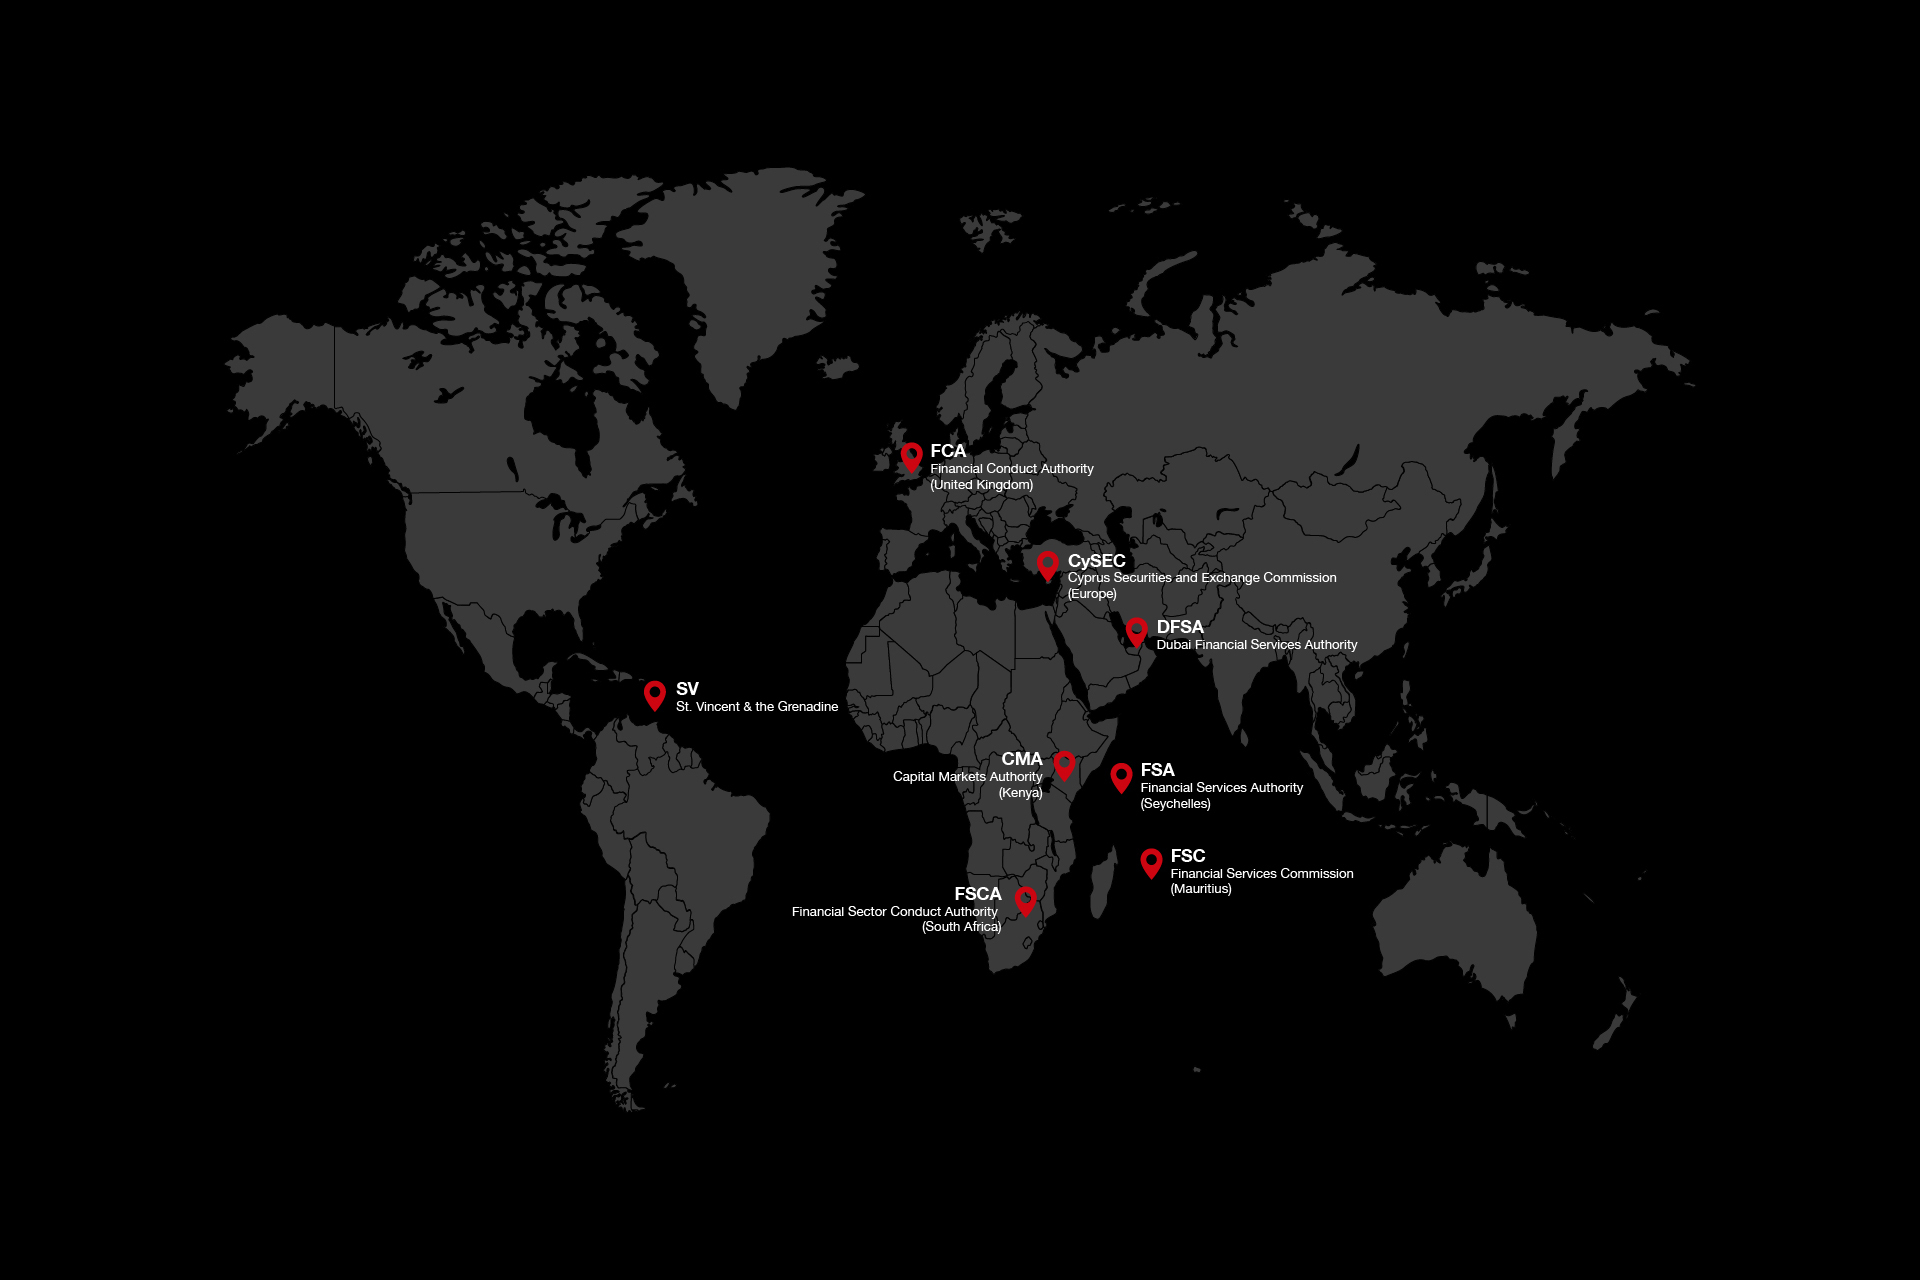 FCA
Financial Conduct Authority
(United Kingdom)
CySEC
Cyprus Securities and Exchange Commission
(Europe)
DFSA
Dubai Financial Services Authority
SV
St. Vincent & the Grenadine
CMA
Capital Markets Authority
(Kenya)
FSA
Financial Services Authority
(Seychelles)
FSC
Financial Services Commission
(Mauritius)
FSCA
Financial Sector Conduct Authority
(South Africa)